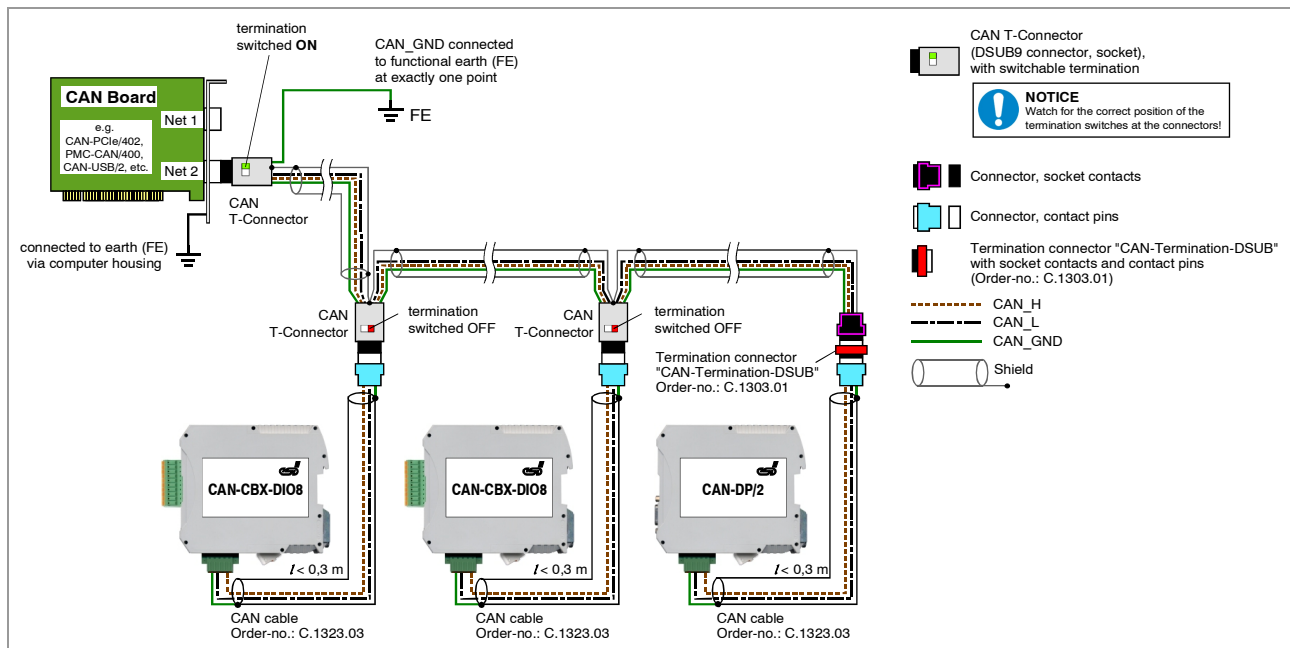 termination
switched ON
CAN_GND connected
to functional earth (FE)
at exactly one point
FE
CAN Board
e.g.
CAN-PCIe/402,
PMC-CAN/400,
CAN-USB/2, etc.
Net 1
Net 2
CAN
T-Connector
connected to earth (FE)
via computer housing
CAN
T-Connector
termination
switched OFF
CAN
T-Connector
termination
switched OFF
Termination connector
"CAN-Termination-DSUB"
Order-no.: C.1303.01
esd
CAN-CBX-DIO8
esd
CAN-CBX-DIO8
esd
CAN-DP/2
l < 0,3 m
l < 0,3 m
l < 0,3 m
CAN cable
Order-no.: C.1323.03
CAN cable
Order-no.: C.1323.03
CAN cable
Order-no.: C.1323.03
CAN T-Connector
(DSUB9 connector, socket),
with switchable termination
NOTICE
Watch for the correct position of the
termination switches at the connectors!
Connector, socket contacts
Connector, contact pins
Termination connector "CAN-Termination-DSUB"
with socket contacts and contact pins
(Order-no.: C.1303.01)
CAN_H
CAN_L
CAN_GND
Shield